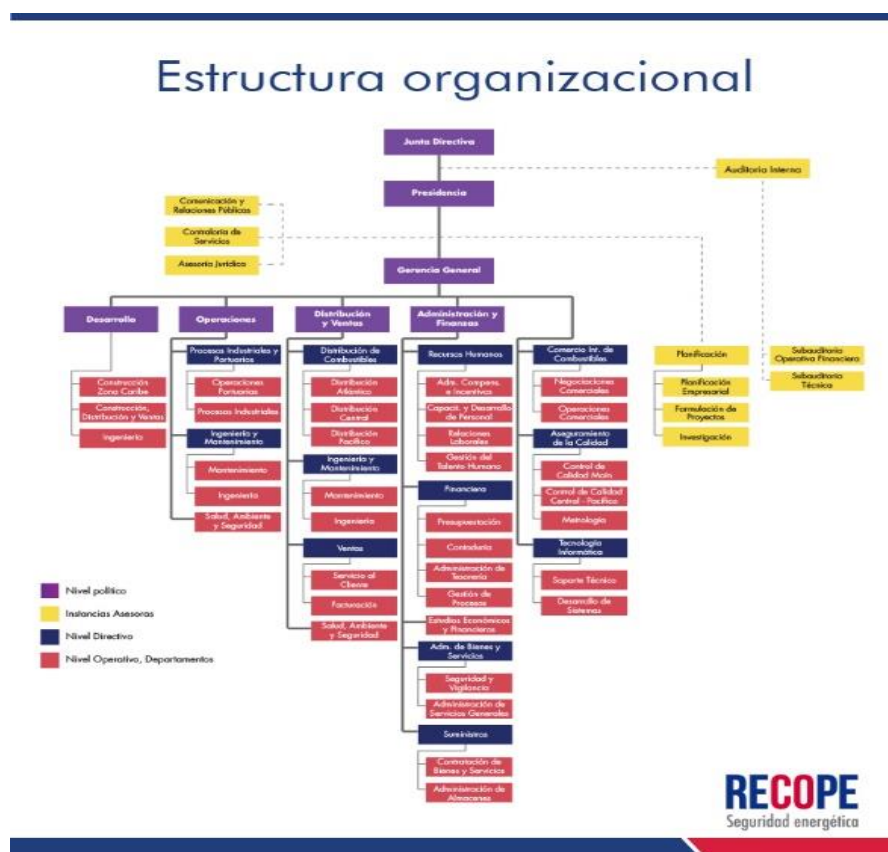 Estructura organizacional
Junta Directiva
Auditoría Interna
Presidencia
Comunicación y
Relaciones Públicas
Contraloría de
Servicios
Asesoría Jurídica
Gerencia General
Desarrollo
Operaciones
Distribución
y Ventas
Administración y
Finanzas
Construcción
Zona Caribe
Construcción,
Distribución y Ventas
Ingeniería
Procesos Industriales y
Portuarios
Operaciones
Portuarias
Procesos Industriales
Ingeniería y
Mantenimiento
Mantenimiento
Ingeniería
Salud, Ambiente
y Seguridad
Distribución de
Combustibles
Distribución
Atlántico
Distribución
Central
Distribución
Pacífico
Ingeniería y
Mantenimiento
Mantenimiento
Ingeniería
Ventas
Servicio al
Cliente
Facturación
Salud, Ambiente
y Seguridad
Recursos Humanos
Adm. Compens.
e Incentivos
Capacit. y Desarrollo
de Personal
Relaciones
Laborales
Gestión del
Talento Humano
Financiera
Presupuestación
Contaduría
Administración de
Tesorería
Gestión de
Procesos
Estudios Económicos
y Financieros
Adm. de Bienes y
Servicios
Seguridad y
Vigilancia
Administración de
Servicios Generales
Suministros
Contratación de
Bienes y Servicios
Administración de
Almacenes
Comercio Int. de
Combustibles
Negociaciones
Comerciales
Operaciones
Comerciales
Aseguramiento
de la Calidad
Control de
Calidad Moín
Control de Calidad
Central - Pacífico
Metrología
Tecnología
Informática
Soporte Técnico
Desarrollo de
Sistemas
Planificación
Planificación
Empresarial
Formulación de
Proyectos
Investigación
Subauditoría
Operativa Financiera
Subauditoría
Técnica
Nivel político
Instancias Asesoras
Nivel Directivo
Nivel Operativo, Departamentos
RECOPE
Seguridad energética